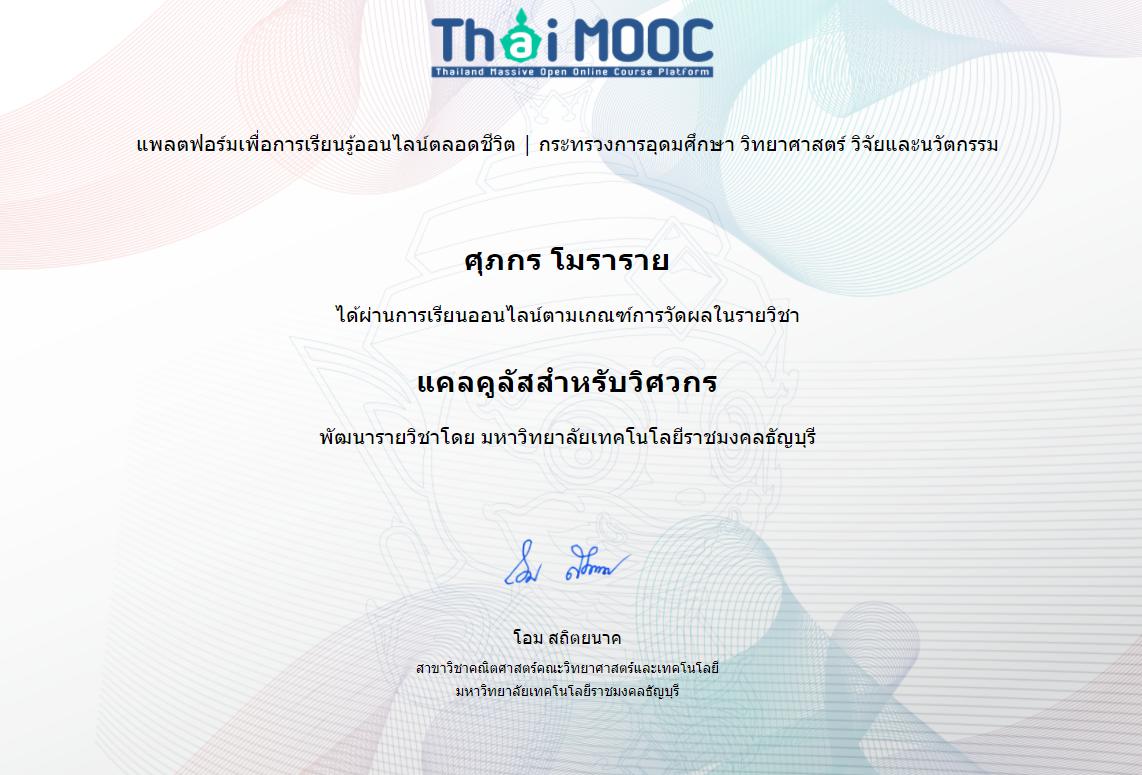 Thai MOOC
Thailand Massive Open Online Course Platform
แพลตฟอร์มเพื่อการเรียนรู้ออนไลน์ตลอดชีวิต | กระทรวงการอุดมศึกษา วิทยาศาสตร์ วิจัยและนวัตกรรม
ศุภกร โมราราย
ได้ผ่านการเรียนออนไลน์ตามเกณฑ์การวัดผลในรายวิชา
แคลคูลัสสำหรับวิศวกร
พัฒนารายวิชาโดย มหาวิทยาลัยเทคโนโลยีราชมงคลธัญบุรี
โอม สถิตยนาค
สาขาวิชาคณิตศาสตร์คณะวิทยาศาสตร์และเทคโนโลยี
มหาวิทยาลัยเทคโนโลยีราชมงคลธัญบุรี